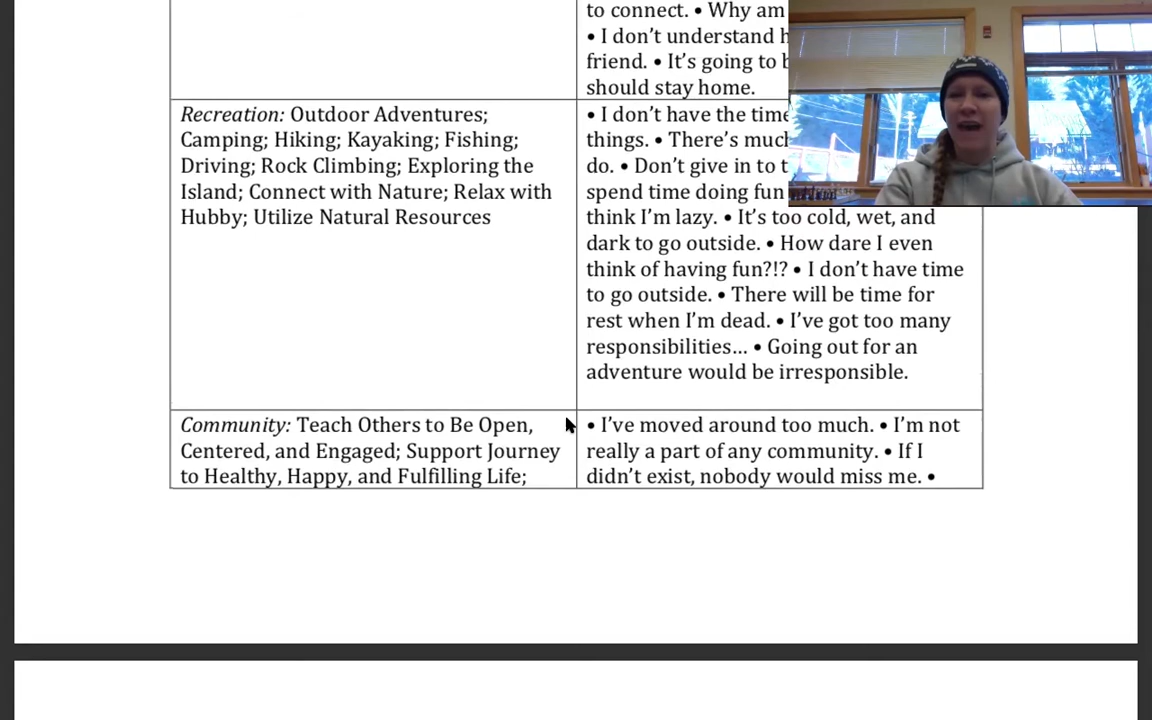 to connect. • Why am
• I don't understand h
friend. • It's going to b
should stay home.
Recreation: Outdoor Adventures;
Camping; Hiking; Kayaking; Fishing;
Driving; Rock Climbing; Exploring the
Island; Connect with Nature; Relax with
Hubby; Utilize Natural Resources
• I don't have the time
things. • There's much
do. • Don't give in to t
spend time doing fun
think I'm lazy. • It's too cold, wet, and
dark to go outside. • How dare I even
think of having fun?!? • I don't have time
to go outside. • There will be time for
rest when I'm dead. • I've got too many
responsibilities… • Going out for an
adventure would be irresponsible.
Community: Teach Others to Be Open,
Centered, and Engaged; Support Journey
to Healthy, Happy, and Fulfilling Life;
• I've moved around too much. • I'm not
really a part of any community. • If I
didn't exist, nobody would miss me. •